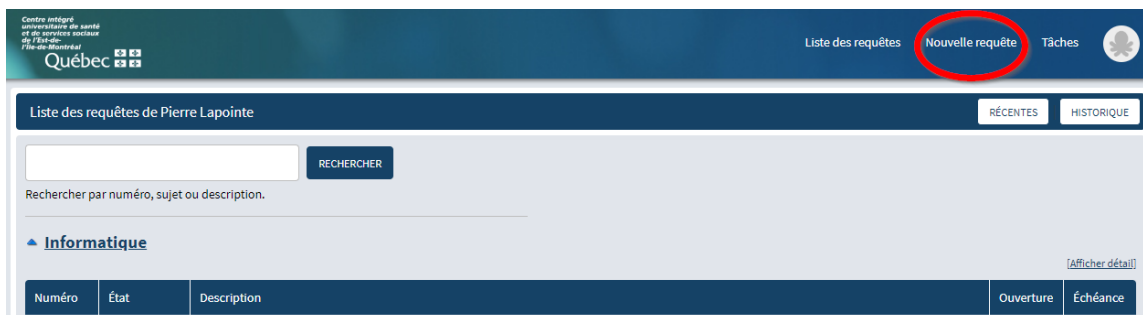 Centre intégré
universitaire de santé
et de services sociaux
de l'Est-de-
l'Île-de-Montréal
Québec
Liste des requêtes Nouvelle requête Tâches
Liste des requêtes de Pierre Lapointe RÉCENTES HISTORIQUE
RECHERCHER
Rechercher par numéro, sujet ou description.
Informatique
[Afficher détail]
Numéro État Description Ouverture Échéance